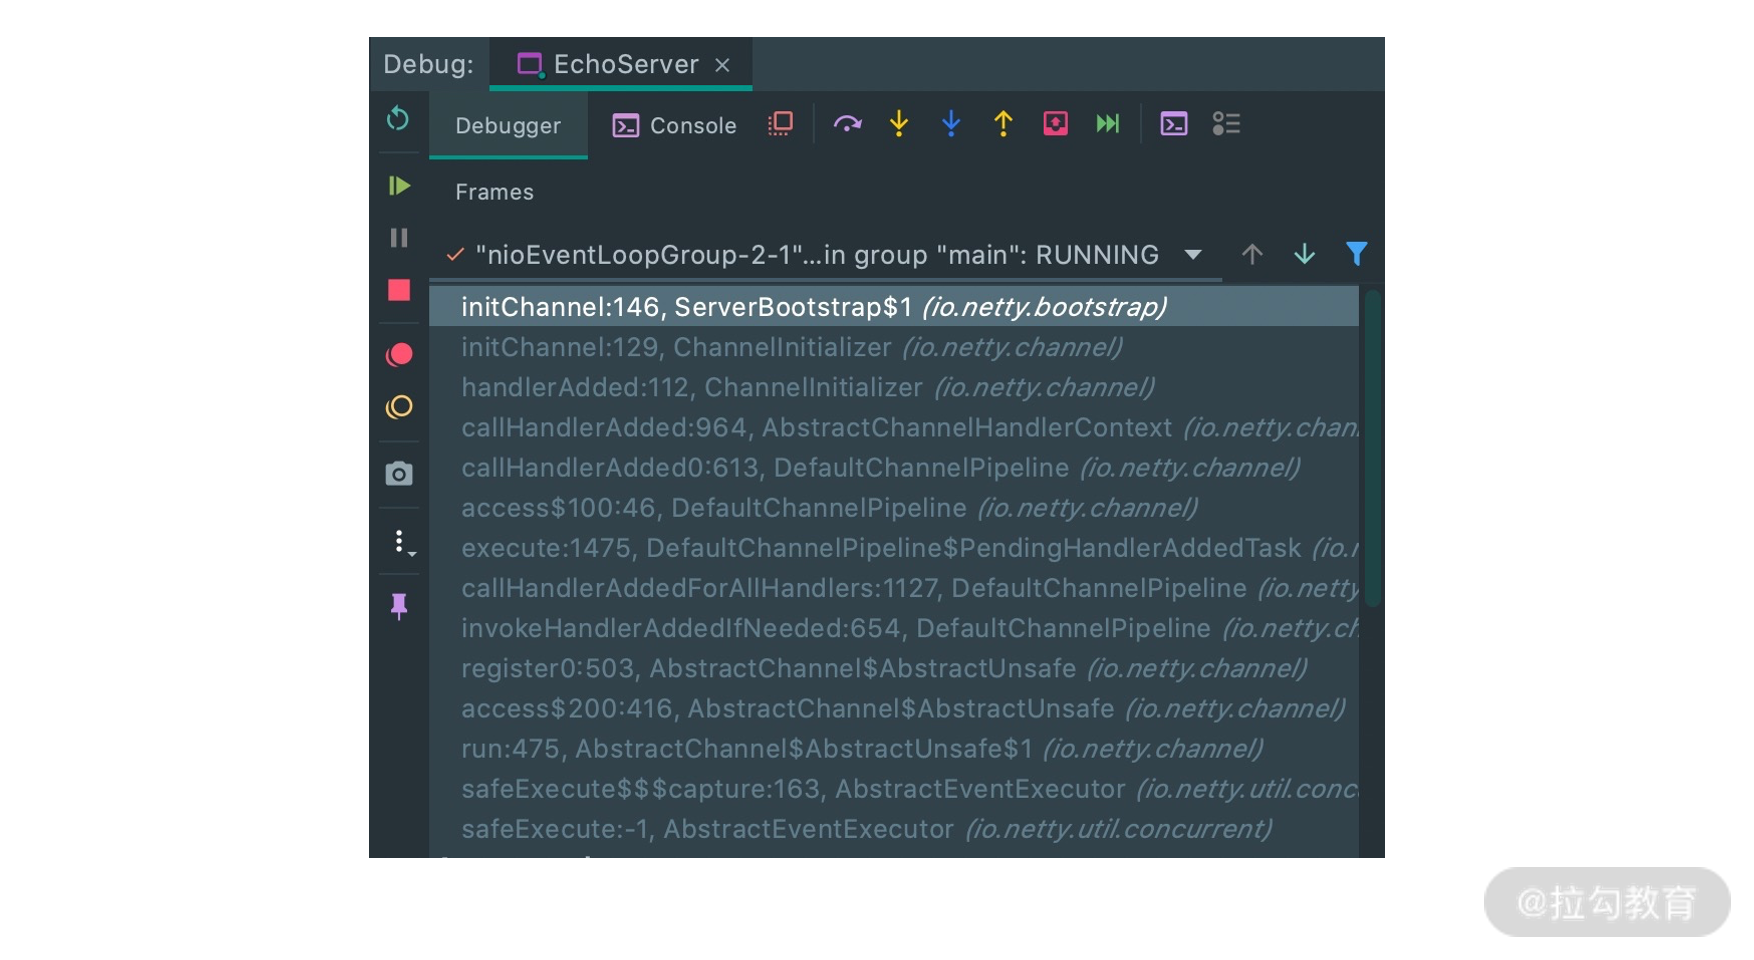 Debug: EchoServer
Debugger Console
Frames
"nioEventLoopGroup-2-1"...in group "main": RUNNING
initChannel:146, ServerBootstrap$1 (io.netty.bootstrap)
initChannel:129, ChannelInitializer (io.netty.channel)
handlerAdded:112, ChannelInitializer (io.netty.channel)
callHandlerAdded:964, AbstractChannelHandlerContext (io.netty.chan
callHandlerAdded0:613, DefaultChannelPipeline (io.netty.channel)
access$100:46, DefaultChannelPipeline (io.netty.channel)
execute:1475, DefaultChannelPipeline$PendingHandlerAddedTask (io.
callHandlerAddedForAllHandlers:1127, DefaultChannelPipeline (io.netty
invokeHandlerAddedIfNeeded:654, DefaultChannelPipeline (io.netty.ch
register0:503, AbstractChannel$AbstractUnsafe (io.netty.channel)
access$200:416, AbstractChannel$AbstractUnsafe (io.netty.channel)
run:475, AbstractChannel$AbstractUnsafe$1 (io.netty.channel)
safeExecute$$$capture:163, AbstractEventExecutor (io.netty.util.conc
safeExecute:-1, AbstractEventExecutor (io.netty.util.concurrent)
@拉勾教育